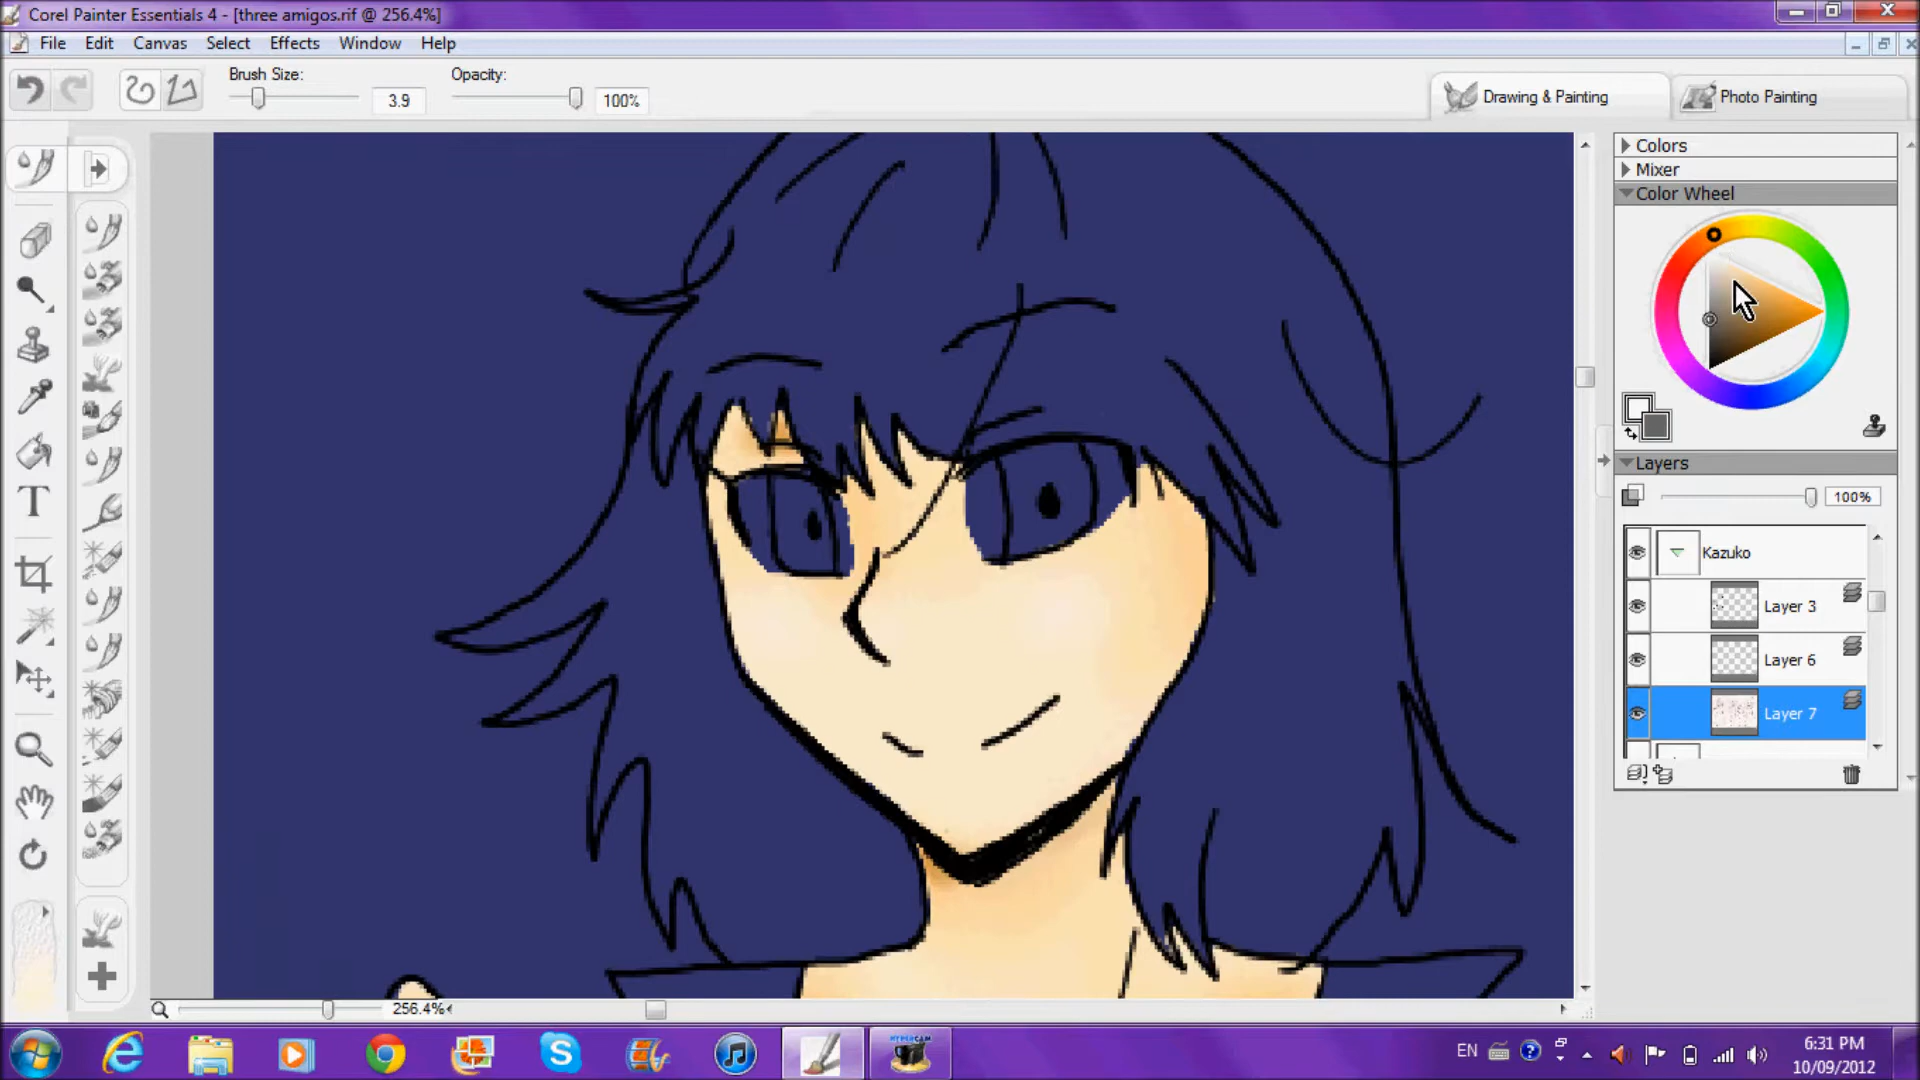 Corel Painter Essentials 4 - [three amigos.rif @ 256.4%]
File Edit Canvas Select Effects Window Help
Brush Size: 3.9 Opacity: 100%
Drawing & Painting Photo Painting
Colors
Mixer
Color Wheel
Layers
100%
Kazuko
Layer 3
Layer 6
Layer 7
T
256.4%
HYPERCAM
EN 6:31 PM
10/09/2012